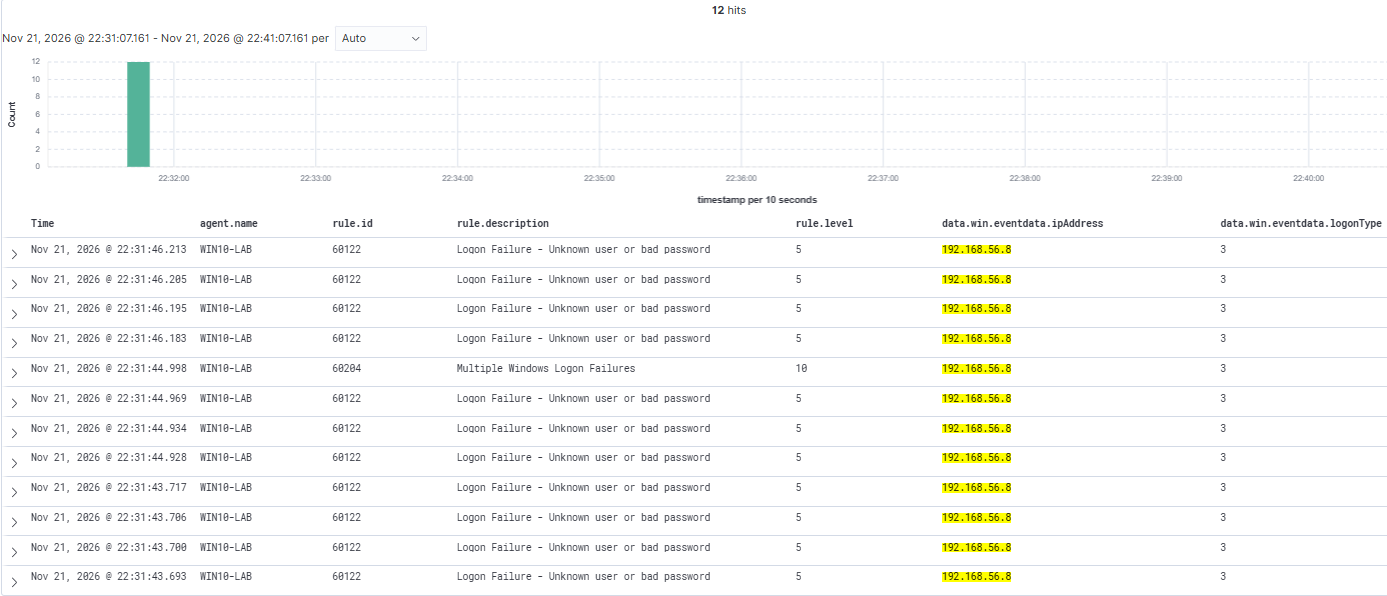 12 hits
Nov 21, 2026 @ 22:31:07.161 - Nov 21, 2026 @ 22:41:07.161 per Auto
12
10
8
6
4
2
0
Count
22:32:00 22:33:00 22:34:00 22:35:00 22:36:00 22:37:00 22:38:00 22:39:00 22:40:00
timestamp per 10 seconds
Time agent.name rule.id rule.description rule.level data.win.eventdata.ipAddress data.win.eventdata.logonType
Nov 21, 2026 @ 22:31:46.213 WIN10-LAB 60122 Logon Failure - Unknown user or bad password 5 192.168.56.8 3
Nov 21, 2026 @ 22:31:46.205 WIN10-LAB 60122 Logon Failure - Unknown user or bad password 5 192.168.56.8 3
Nov 21, 2026 @ 22:31:46.195 WIN10-LAB 60122 Logon Failure - Unknown user or bad password 5 192.168.56.8 3
Nov 21, 2026 @ 22:31:46.183 WIN10-LAB 60122 Logon Failure - Unknown user or bad password 5 192.168.56.8 3
Nov 21, 2026 @ 22:31:44.998 WIN10-LAB 60204 Multiple Windows Logon Failures 10 192.168.56.8 3
Nov 21, 2026 @ 22:31:44.969 WIN10-LAB 60122 Logon Failure - Unknown user or bad password 5 192.168.56.8 3
Nov 21, 2026 @ 22:31:44.934 WIN10-LAB 60122 Logon Failure - Unknown user or bad password 5 192.168.56.8 3
Nov 21, 2026 @ 22:31:44.928 WIN10-LAB 60122 Logon Failure - Unknown user or bad password 5 192.168.56.8 3
Nov 21, 2026 @ 22:31:43.717 WIN10-LAB 60122 Logon Failure - Unknown user or bad password 5 192.168.56.8 3
Nov 21, 2026 @ 22:31:43.706 WIN10-LAB 60122 Logon Failure - Unknown user or bad password 5 192.168.56.8 3
Nov 21, 2026 @ 22:31:43.700 WIN10-LAB 60122 Logon Failure - Unknown user or bad password 5 192.168.56.8 3
Nov 21, 2026 @ 22:31:43.693 WIN10-LAB 60122 Logon Failure - Unknown user or bad password 5 192.168.56.8 3